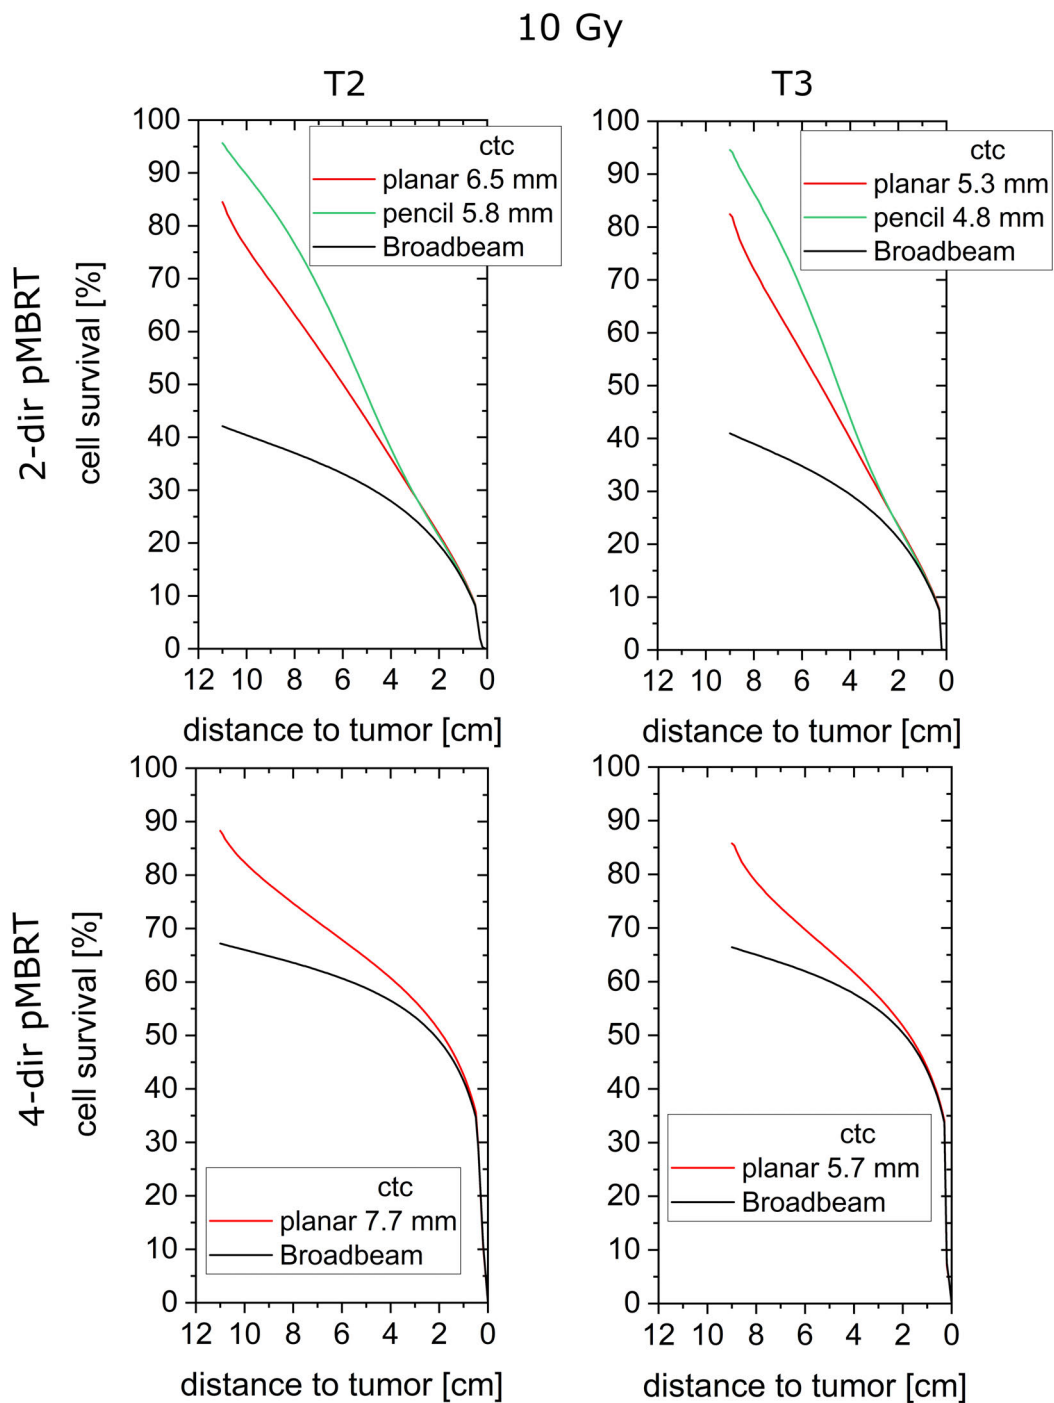 10 Gy
T2
T3
2-dir pMBRT
cell survival [%]
100
90
80
70
60
50
40
30
20
10
0
12 10 8 6 4 2 0
distance to tumor [cm]
ctc
planar 6.5 mm
pencil 5.8 mm
Broadbeam
100
90
80
70
60
50
40
30
20
10
0
12 10 8 6 4 2 0
distance to tumor [cm]
ctc
planar 5.3 mm
pencil 4.8 mm
Broadbeam
4-dir pMBRT
cell survival [%]
100
90
80
70
60
50
40
30
20
10
0
12 10 8 6 4 2 0
distance to tumor [cm]
ctc
planar 7.7 mm
Broadbeam
100
90
80
70
60
50
40
30
20
10
0
12 10 8 6 4 2 0
distance to tumor [cm]
ctc
planar 5.7 mm
Broadbeam